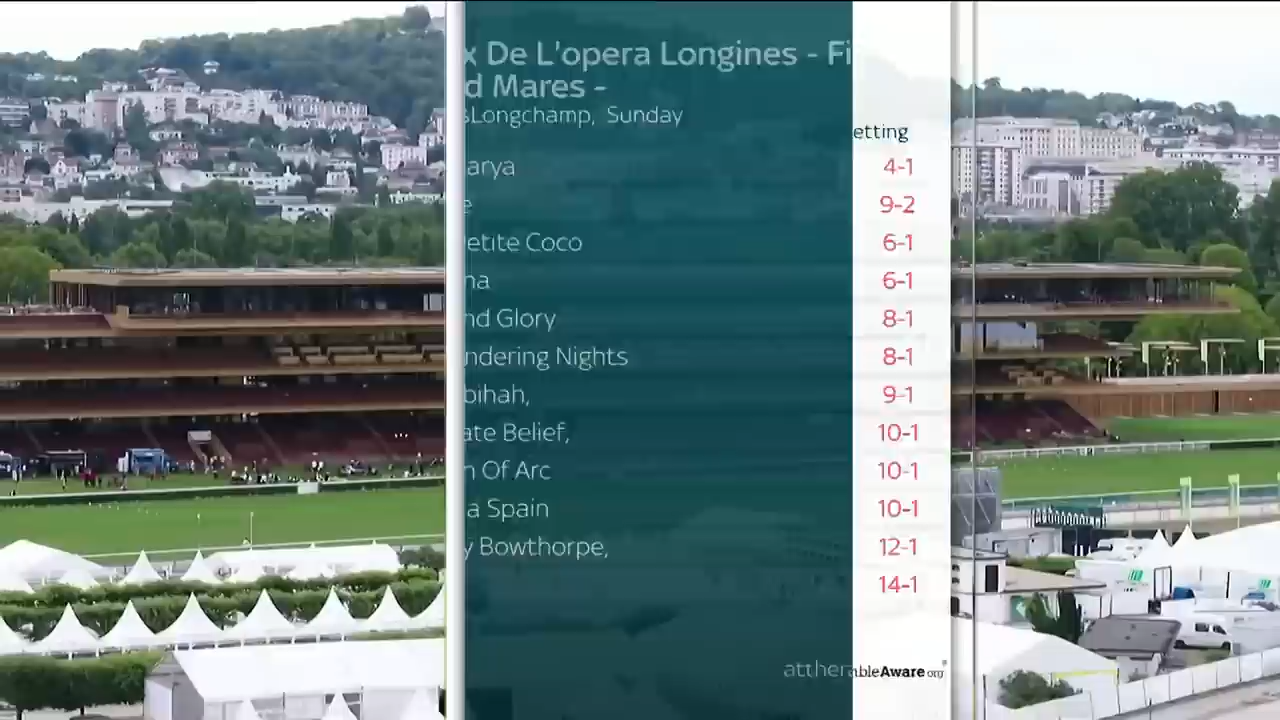 x De L'opera Longines - Fi
d Mares -
sLongchamp, Sunday
etting
arya 4-1
e 9-2
etite Coco 6-1
na 6-1
nd Glory 8-1
ndering Nights 8-1
bihah, 9-1
ate Belief, 10-1
n Of Arc 10-1
a Spain 10-1
y Bowthorpe, 12-1
14-1
attherableAware.org